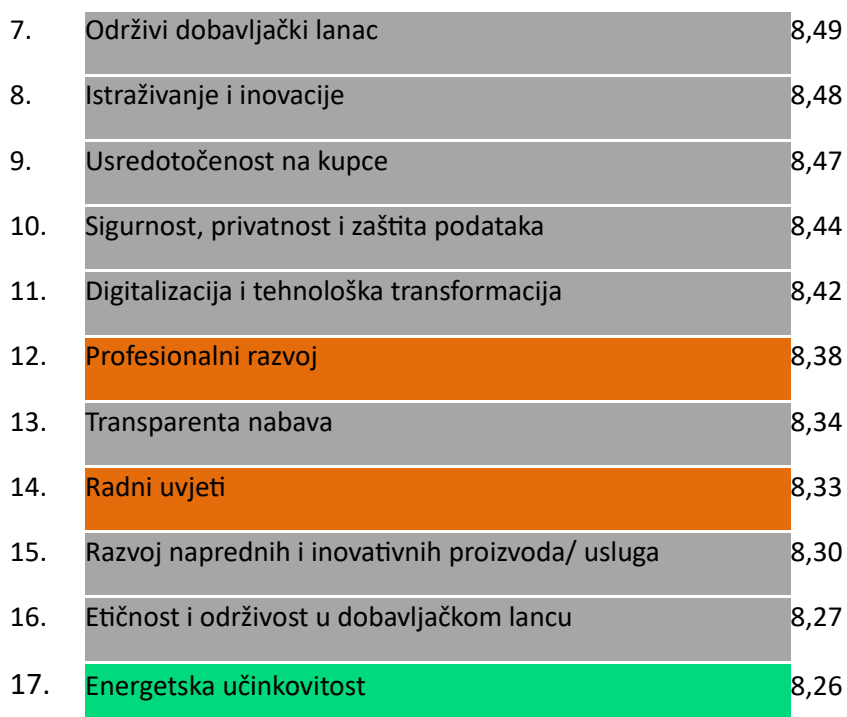 7. Održivi dobavljački lanac 8,49
8. Istraživanje i inovacije 8,48
9. Usredotočenost na kupce 8,47
10. Sigurnost, privatnost i zaštita podataka 8,44
11. Digitalizacija i tehnološka transformacija 8,42
12. Profesionalni razvoj 8,38
13. Transparenta nabava 8,34
14. Radni uvjeti 8,33
15. Razvoj naprednih i inovativnih proizvoda/ usluga 8,30
16. Etičnost i održivost u dobavljačkom lancu 8,27
17. Energetska učinkovitost 8,26